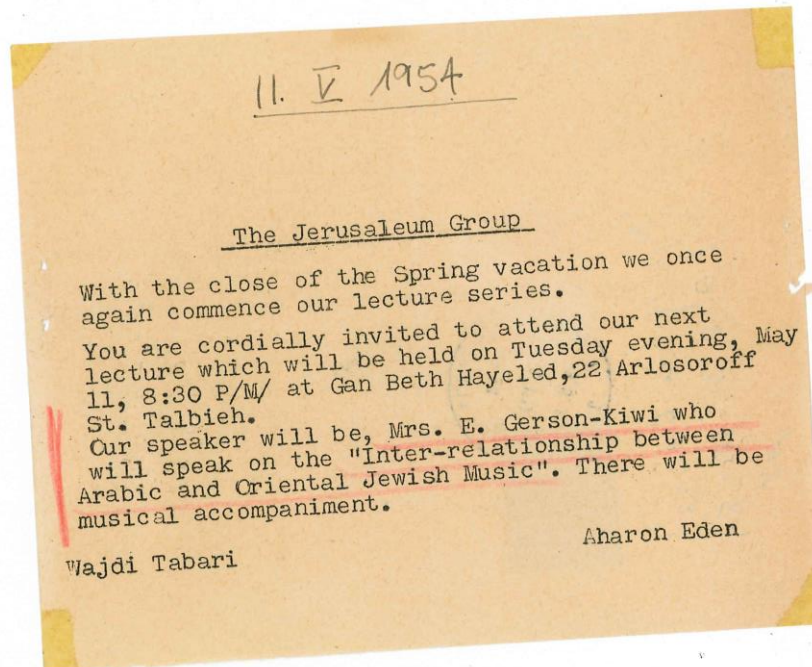 11. V 1954
The Jerusaleum Group
With the close of the Spring vacation we once
again commence our lecture series.
You are cordially invited to attend our next
lecture which will be held on Tuesday evening, May
11, 8:30 P/M/ at Gan Beth Hayeled,22 Arlosoroff
St. Talbieh.
Our speaker will be, Mrs. E. Gerson-Kiwi who
will speak on the "Inter-relationship between
Arabic and Oriental Jewish Music". There will be
musical accompaniment.
Aharon Eden
Wajdi Tabari